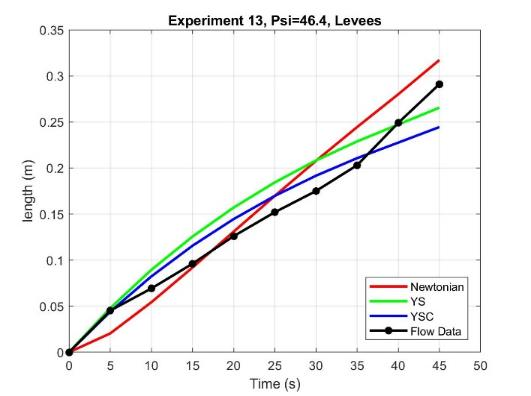 Experiment 13, Psi=46.4, Levees
0.35
0.3
0.25
0.2
0.15
0.1
0.05
0
length (m)
0 5 10 15 20 25 30 35 40 45 50
Time (s)
Newtonian
YS
YSC
Flow Data